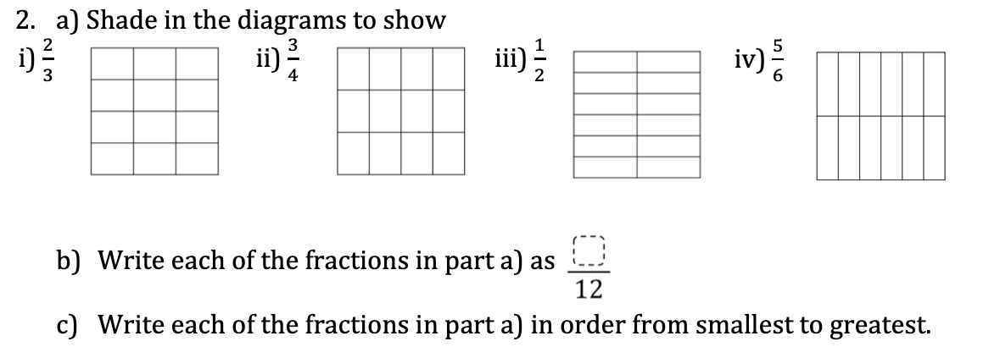 2. a) Shade in the diagrams to show
i) 2/3 ii) 3/4 iii) 1/2 iv) 5/6
b) Write each of the fractions in part a) as /12
c) Write each of the fractions in part a) in order from smallest to greatest.